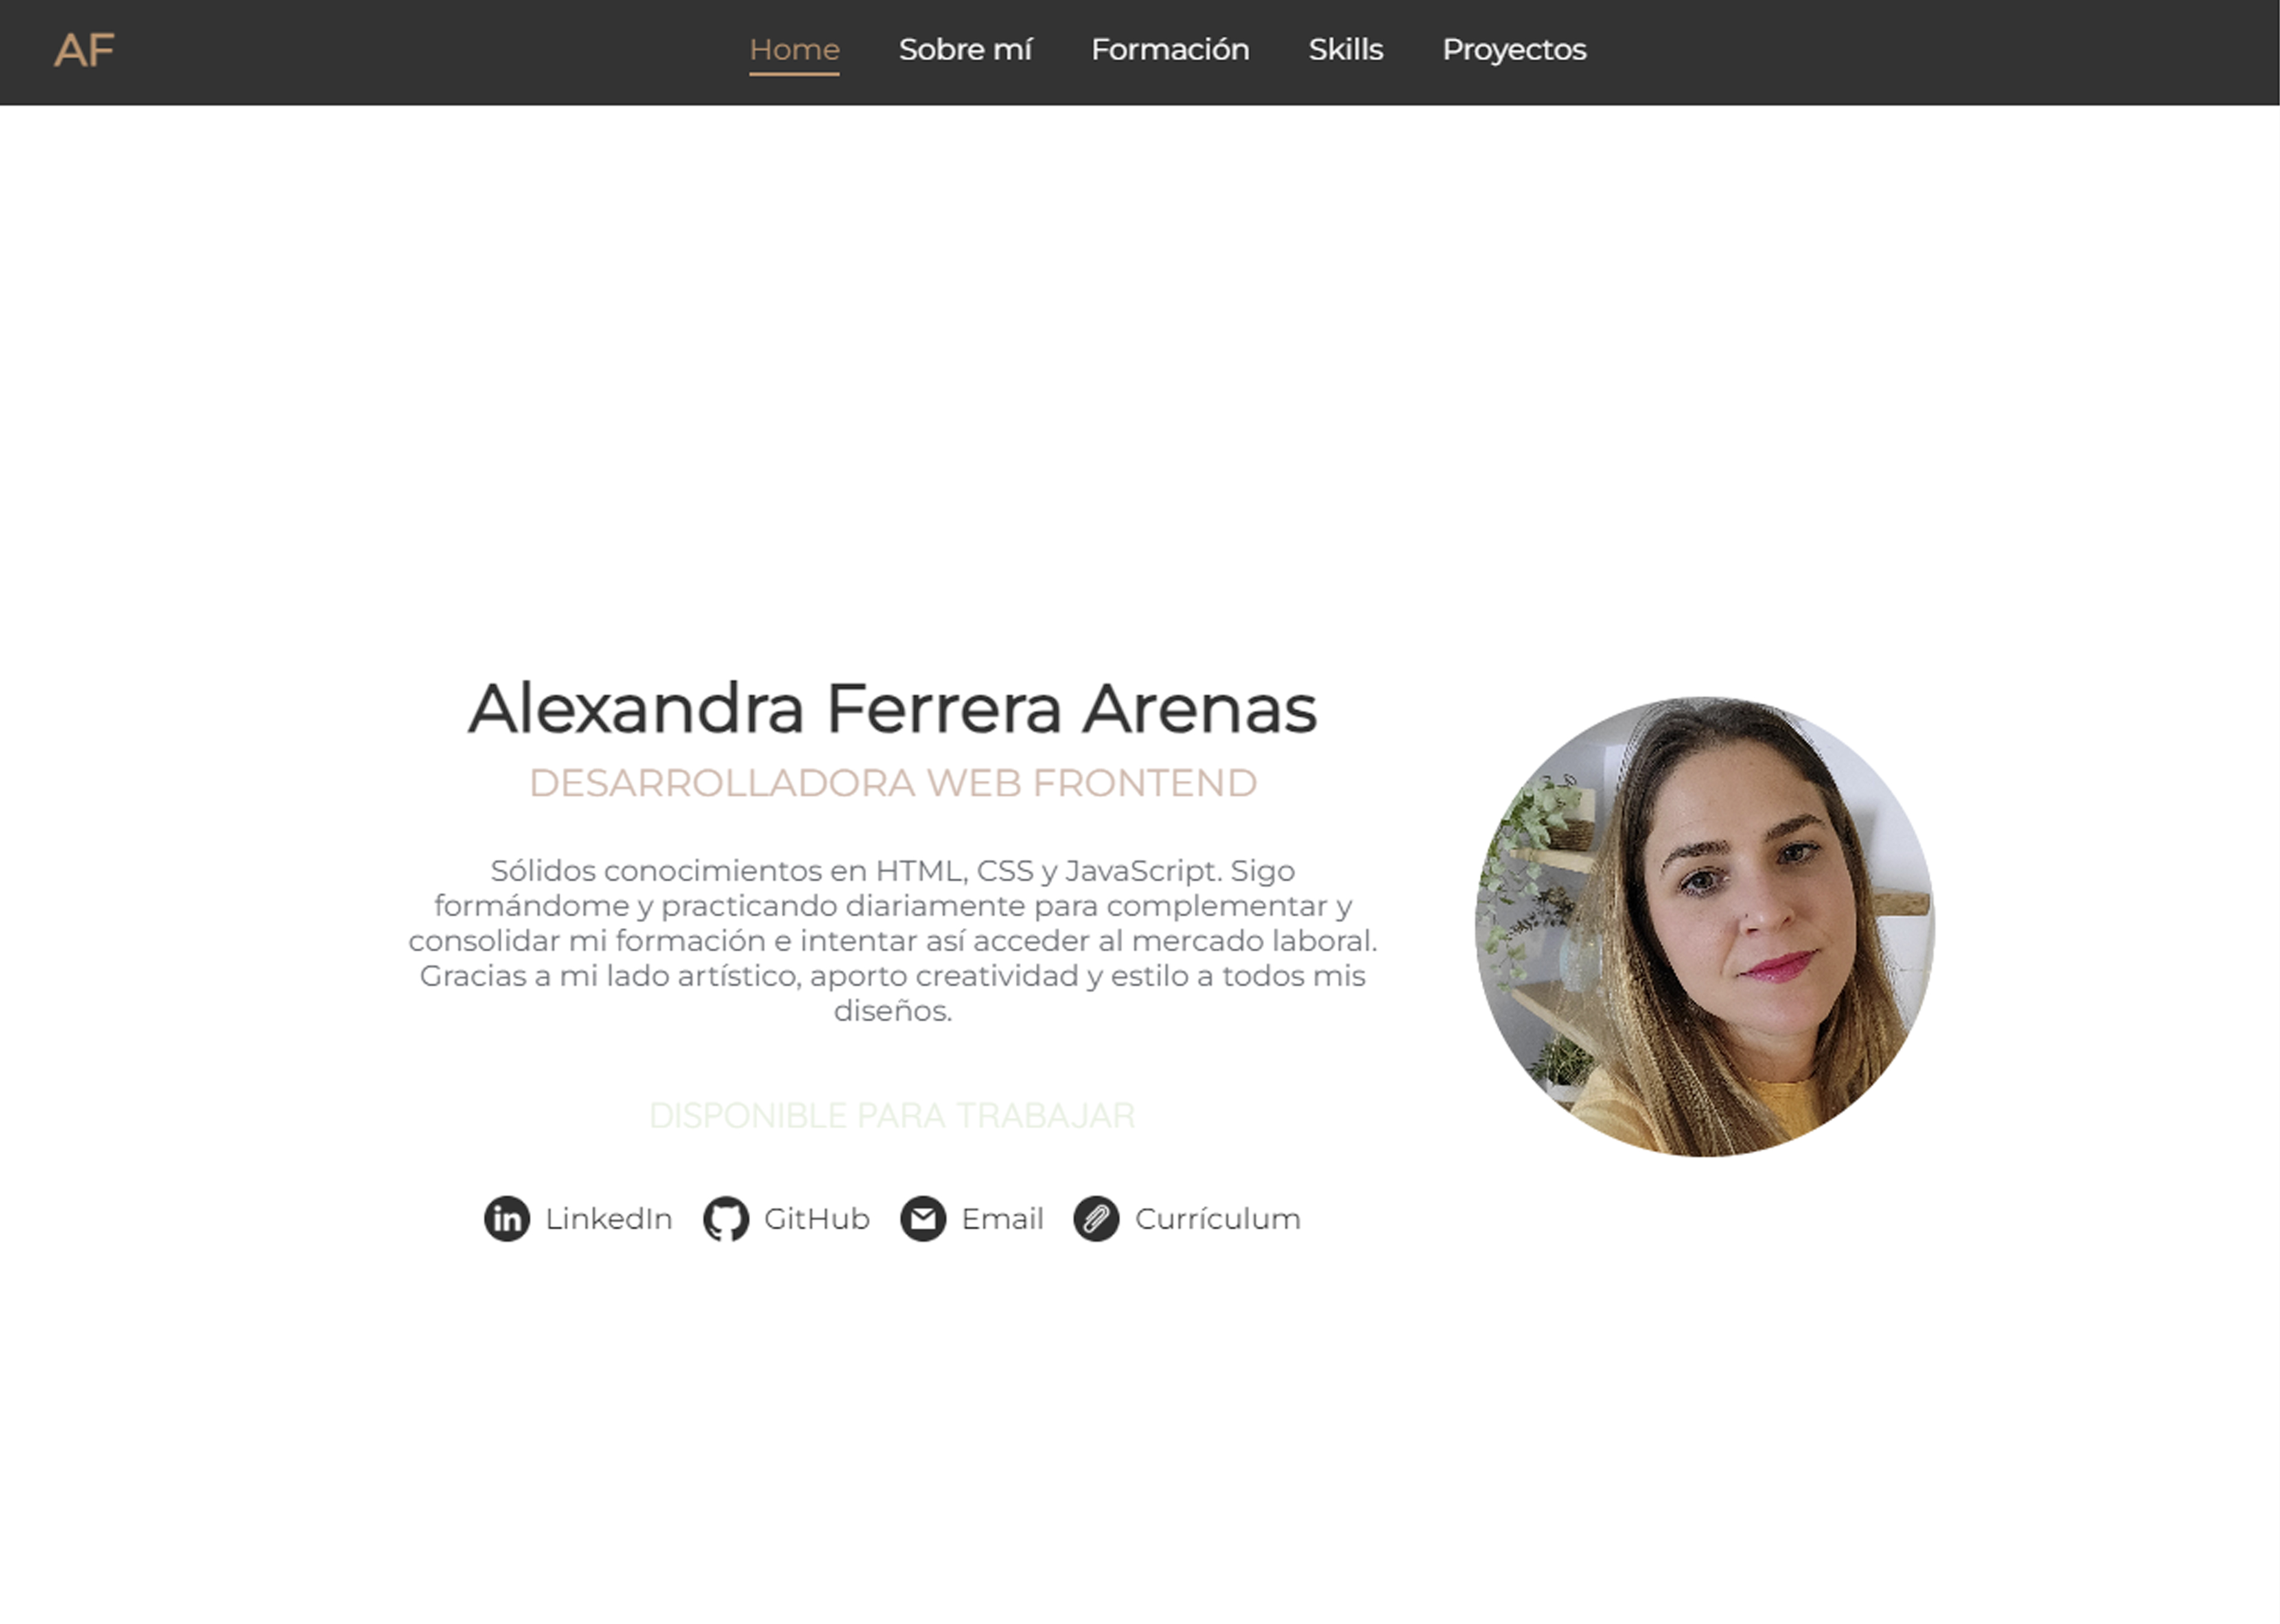 AF
Home Sobre mí Formación Skills Proyectos
Alexandra Ferrera Arenas
DESARROLLADORA WEB FRONTEND
Sólidos conocimientos en HTML, CSS y JavaScript. Sigo
formándome y practicando diariamente para complementar y
consolidar mi formación e intentar así acceder al mercado laboral.
Gracias a mi lado artístico, aporto creatividad y estilo a todos mis
diseños.
DISPONIBLE PARA TRABAJAR
in LinkedIn GitHub Email Currículum